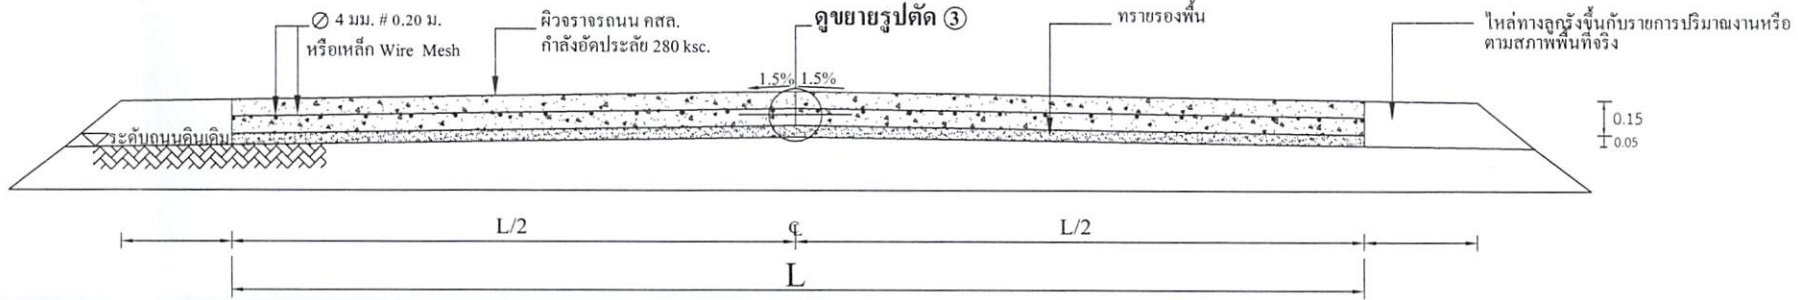 ∅ 4 มม. # 0.20 ม.
หรือเหล็ก Wire Mesh
ผิวจราจรถนน คสล.
กำลังอัดประลัย 280 ksc.
ดูขยายรูปตัด ③
ทรายรองพื้น
ไหล่ทางลูกรังขึ้นกับรายการปริมาณงานหรือ
ตามสภาพพื้นที่จริง
1.5% 1.5%
ระดับถนนดินเดิม
0.15
0.05
L/2
℄
L/2
L